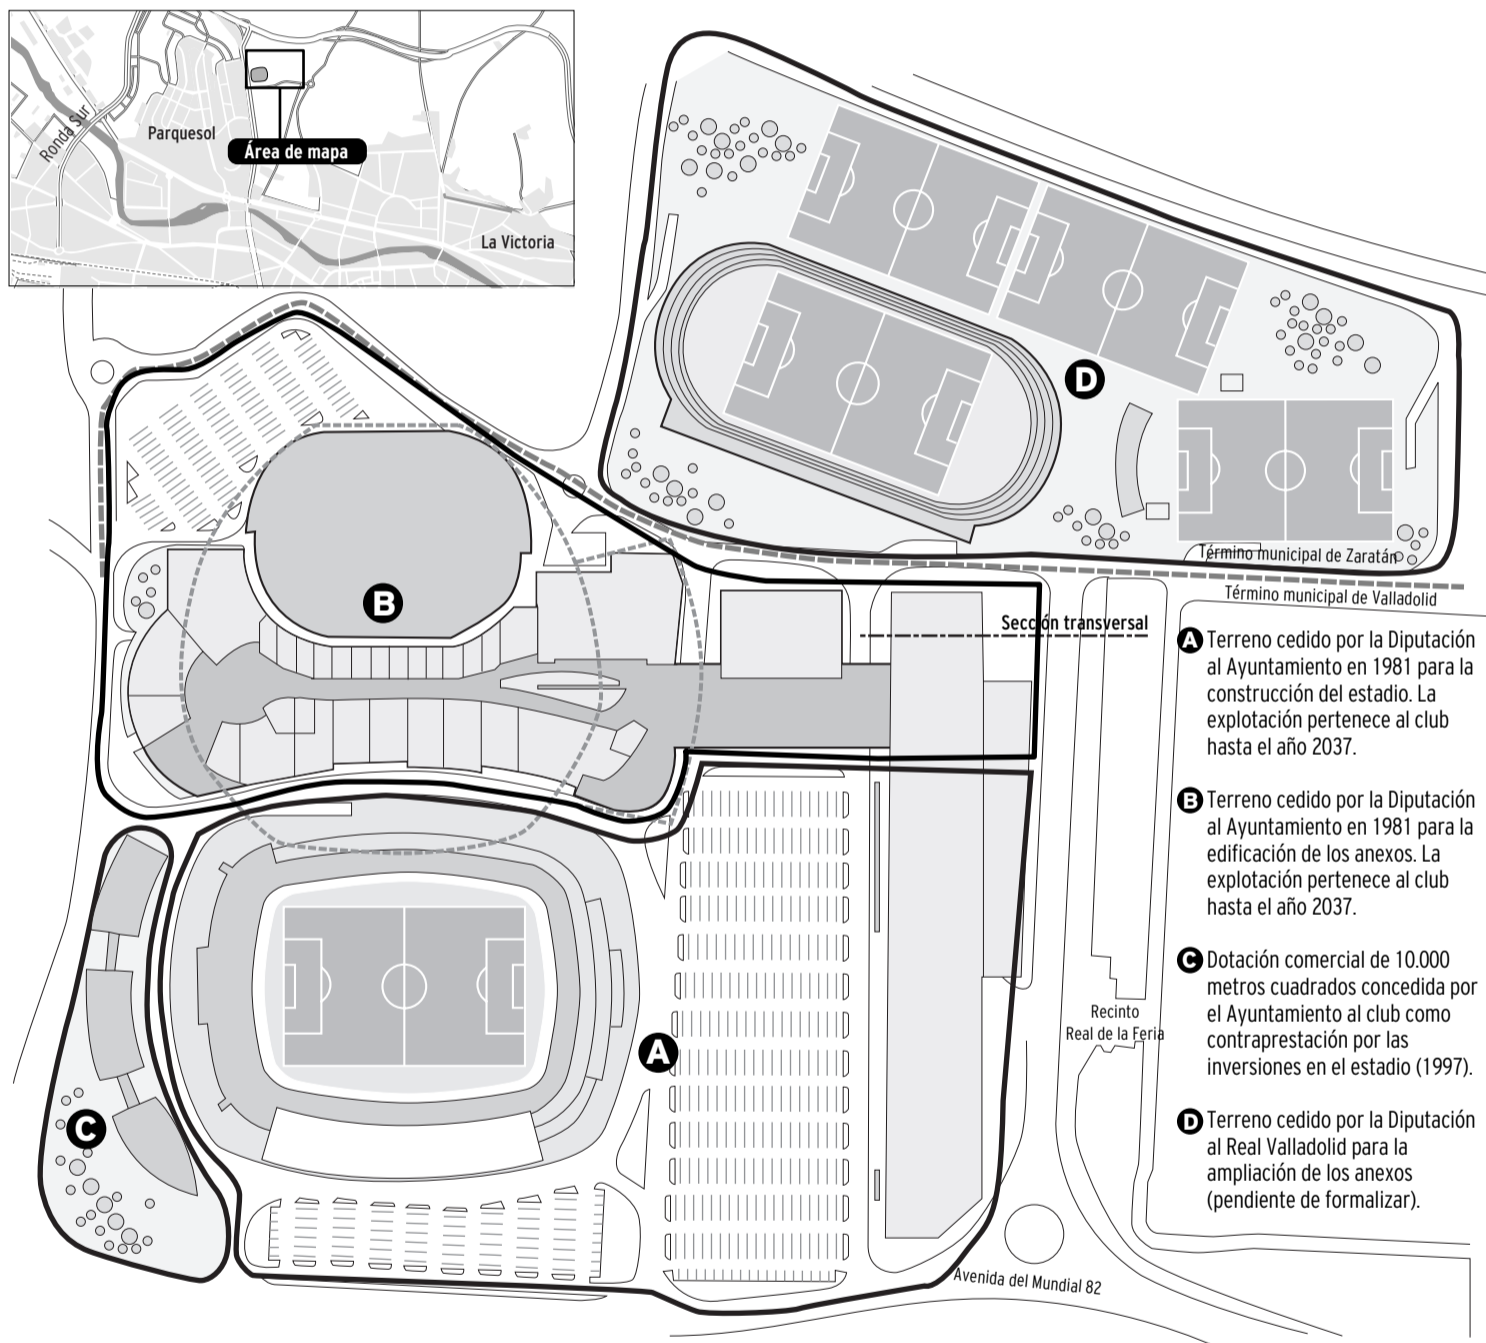 Ronda Sur
Parquesol
Área de mapa
La Victoria
D
B
Término municipal de Zaratán
Término municipal de Valladolid
Sección transversal
A Terreno cedido por la Diputación
al Ayuntamiento en 1981 para la
construcción del estadio. La
explotación pertenece al club
hasta el año 2037.
B Terreno cedido por la Diputación
al Ayuntamiento en 1981 para la
edificación de los anexos. La
explotación pertenece al club
hasta el año 2037.
C Dotación comercial de 10.000
metros cuadrados concedida por
el Ayuntamiento al club como
contraprestación por las
inversiones en el estadio (1997).
D Terreno cedido por la Diputación
al Real Valladolid para la
ampliación de los anexos
(pendiente de formalizar).
Recinto
Real de la Feria
A
C
Avenida del Mundial 82